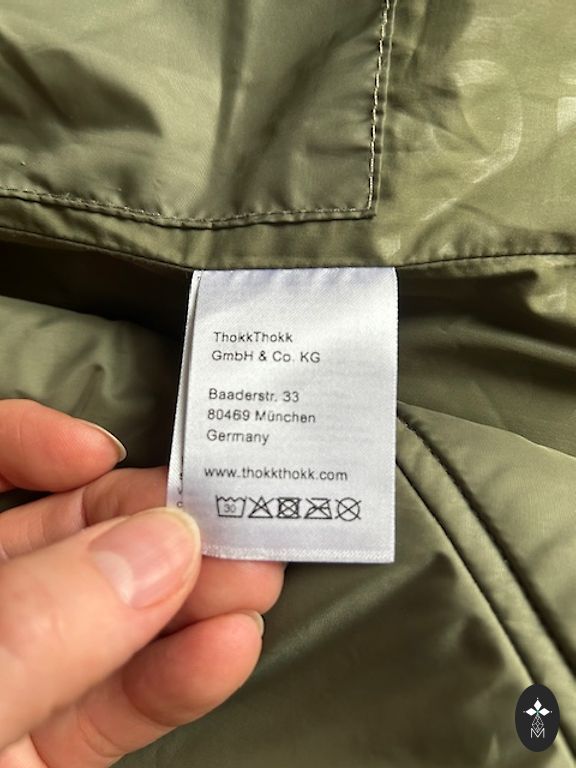 ThokkThokk
GmbH & Co. KG
Baaderstr. 33
80469 München
Germany
www.thokkthokk.com
30